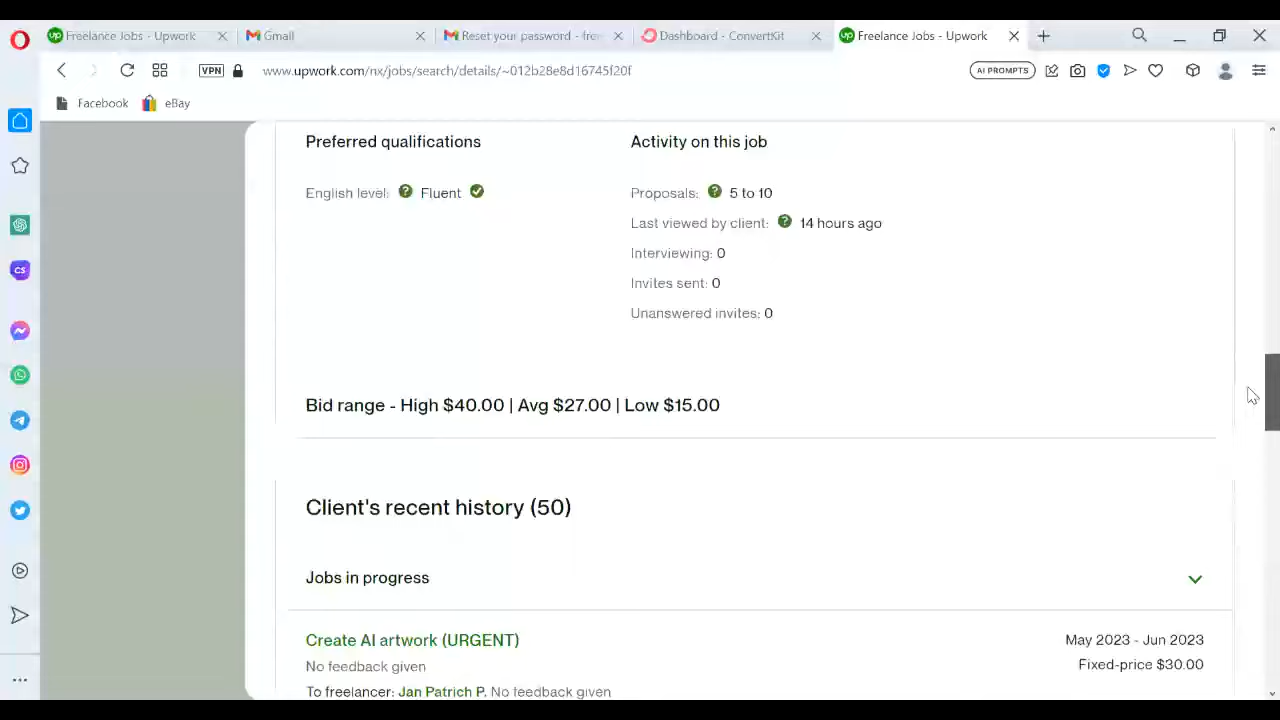 Freelance Jobs - Upwork
Gmail
Reset your password - free
Dashboard - ConvertKit
Freelance Jobs - Upwork
VPN
www.upwork.com/nx/jobs/search/details/~012b28e8d16745f20f
AI PROMPTS
Facebook
eBay
Preferred qualifications
Activity on this job
English level: ? Fluent
Proposals: ? 5 to 10
Last viewed by client: ? 14 hours ago
Interviewing: 0
Invites sent: 0
Unanswered invites: 0
Bid range - High $40.00 | Avg $27.00 | Low $15.00
Client's recent history (50)
Jobs in progress
Create AI artwork (URGENT)
May 2023 - Jun 2023
No feedback given
Fixed-price $30.00
To freelancer: Jan Patrich P. No feedback given
CS